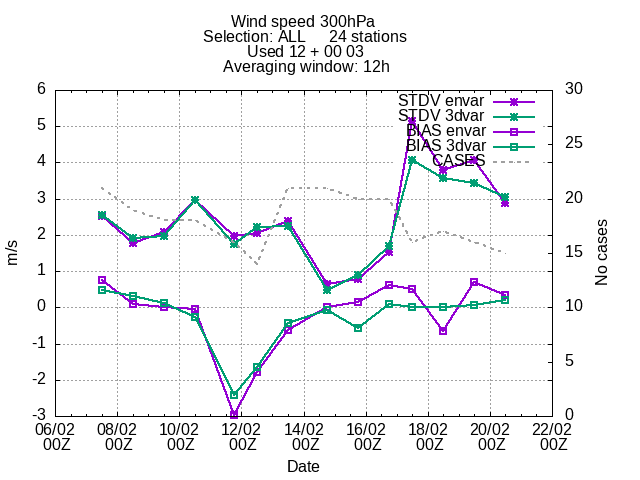 Wind speed 300hPa
Selection: ALL 24 stations
Used 12 + 00 03
Averaging window: 12h
STDV envar
STDV 3dvar
BIAS envar
BIAS 3dvar
CASES
6
5
4
3
2
1
0
-1
-2
-3
m/s
30
25
20
15
10
5
0
No cases
06/02 08/02 10/02 12/02 14/02 16/02 18/02 20/02 22/02
00Z 00Z 00Z 00Z 00Z 00Z 00Z 00Z 00Z
Date